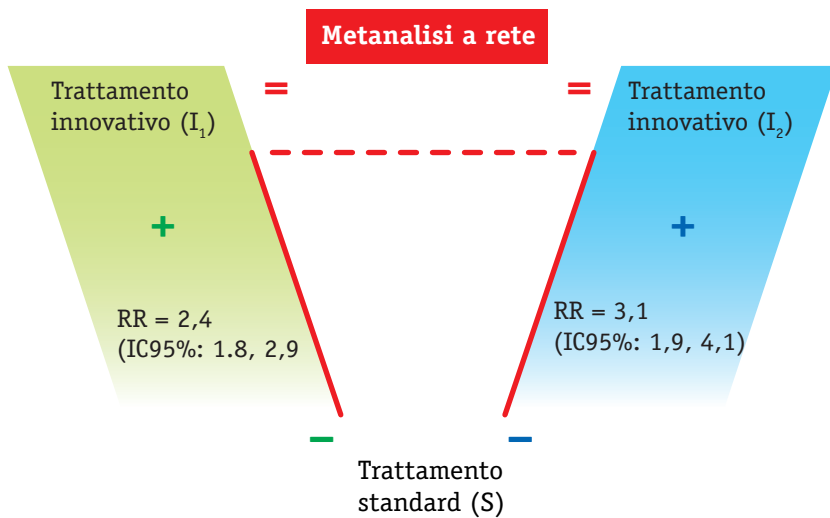 Metanalisi a rete
= =
Trattamento
innovativo (I₁)
+
RR = 2,4
(IC95%: 1.8, 2,9
Trattamento
innovativo (I₂)
+
RR = 3,1
(IC95%: 1,9, 4,1)
– –
Trattamento
standard (S)